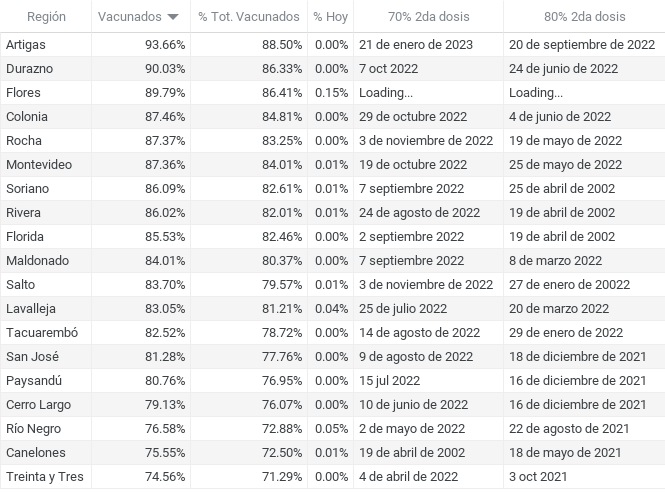 Región Vacunados % Tot. Vacunados % Hoy 70% 2da dosis 80% 2da dosis
Artigas 93.66% 88.50% 0.00% 21 de enero de 2023 20 de septiembre de 2022
Durazno 90.03% 86.33% 0.00% 7 oct 2022 24 de junio de 2022
Flores 89.79% 86.41% 0.15% Loading... Loading...
Colonia 87.46% 84.81% 0.00% 29 de octubre 2022 4 de junio de 2022
Rocha 87.37% 83.25% 0.00% 3 de noviembre de 2022 19 de mayo de 2022
Montevideo 87.36% 84.01% 0.01% 19 de octubre 2022 25 de mayo de 2022
Soriano 86.09% 82.61% 0.01% 7 septiembre 2022 25 de abril de 2002
Rivera 86.02% 82.01% 0.01% 24 de agosto de 2022 19 de abril de 2002
Florida 85.53% 82.46% 0.00% 2 septiembre 2022 19 de abril de 2002
Maldonado 84.01% 80.37% 0.00% 7 septiembre 2022 8 de marzo 2022
Salto 83.70% 79.57% 0.01% 3 de noviembre de 2022 27 de enero de 20022
Lavalleja 83.05% 81.21% 0.04% 25 de julio 2022 20 de marzo 2022
Tacuarembó 82.52% 78.72% 0.00% 14 de agosto de 2022 29 de enero de 2022
San José 81.28% 77.76% 0.00% 9 de agosto de 2022 18 de diciembre de 2021
Paysandú 80.76% 76.95% 0.00% 15 jul 2022 16 de diciembre de 2021
Cerro Largo 79.13% 76.07% 0.00% 10 de junio de 2022 16 de diciembre de 2021
Río Negro 76.58% 72.88% 0.05% 2 de mayo de 2022 22 de agosto de 2021
Canelones 75.55% 72.50% 0.01% 19 de abril de 2002 18 de mayo de 2021
Treinta y Tres 74.56% 71.29% 0.00% 4 de abril de 2022 3 oct 2021